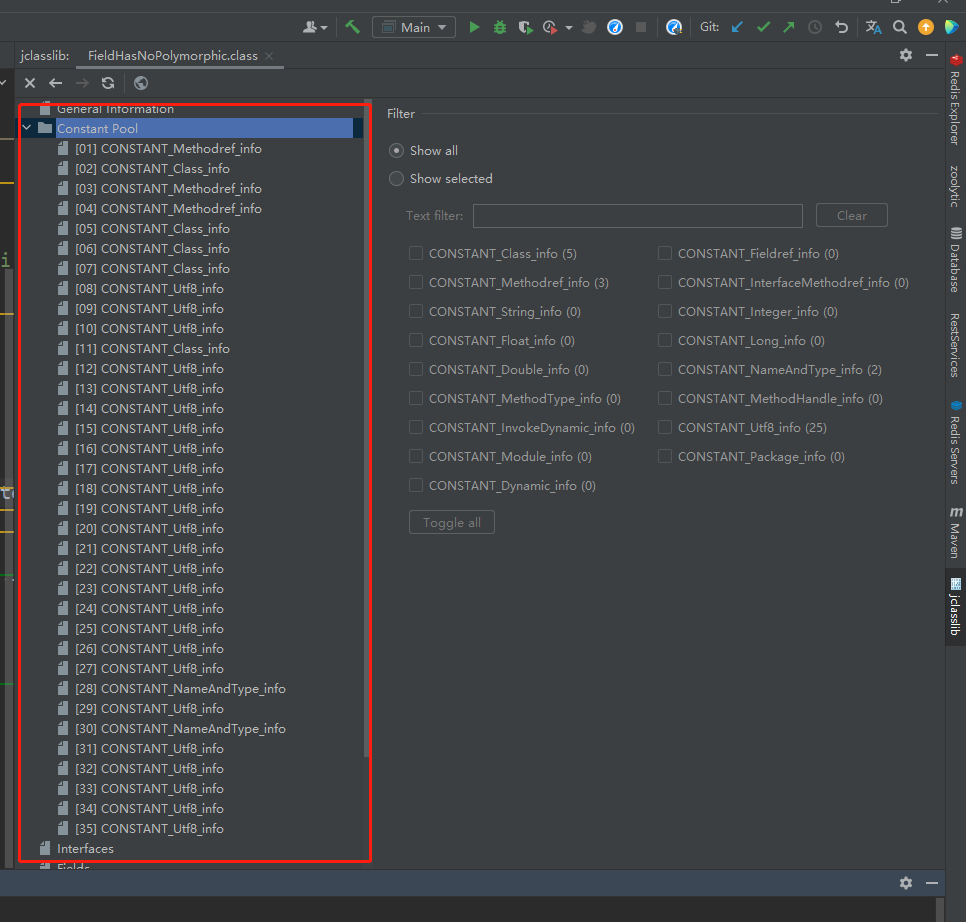 Main
Git:
jclasslib:
FieldHasNoPolymorphic.class
General Information
Constant Pool
[01] CONSTANT_Methodref_info
[02] CONSTANT_Class_info
[03] CONSTANT_Methodref_info
[04] CONSTANT_Methodref_info
[05] CONSTANT_Class_info
[06] CONSTANT_Class_info
[07] CONSTANT_Class_info
[08] CONSTANT_Utf8_info
[09] CONSTANT_Utf8_info
[10] CONSTANT_Utf8_info
[11] CONSTANT_Class_info
[12] CONSTANT_Utf8_info
[13] CONSTANT_Utf8_info
[14] CONSTANT_Utf8_info
[15] CONSTANT_Utf8_info
[16] CONSTANT_Utf8_info
[17] CONSTANT_Utf8_info
[18] CONSTANT_Utf8_info
[19] CONSTANT_Utf8_info
[20] CONSTANT_Utf8_info
[21] CONSTANT_Utf8_info
[22] CONSTANT_Utf8_info
[23] CONSTANT_Utf8_info
[24] CONSTANT_Utf8_info
[25] CONSTANT_Utf8_info
[26] CONSTANT_Utf8_info
[27] CONSTANT_Utf8_info
[28] CONSTANT_NameAndType_info
[29] CONSTANT_Utf8_info
[30] CONSTANT_NameAndType_info
[31] CONSTANT_Utf8_info
[32] CONSTANT_Utf8_info
[33] CONSTANT_Utf8_info
[34] CONSTANT_Utf8_info
[35] CONSTANT_Utf8_info
Interfaces
Fields
Filter
Show all
Show selected
Text filter:
Clear
CONSTANT_Class_info (5)
CONSTANT_Fieldref_info (0)
CONSTANT_Methodref_info (3)
CONSTANT_InterfaceMethodref_info (0)
CONSTANT_String_info (0)
CONSTANT_Integer_info (0)
CONSTANT_Float_info (0)
CONSTANT_Long_info (0)
CONSTANT_Double_info (0)
CONSTANT_NameAndType_info (2)
CONSTANT_MethodType_info (0)
CONSTANT_MethodHandle_info (0)
CONSTANT_InvokeDynamic_info (0)
CONSTANT_Utf8_info (25)
CONSTANT_Module_info (0)
CONSTANT_Package_info (0)
CONSTANT_Dynamic_info (0)
Toggle all
Redis Explorer
zoolytic
Database
RestServices
Redis Servers
Maven
jclasslib